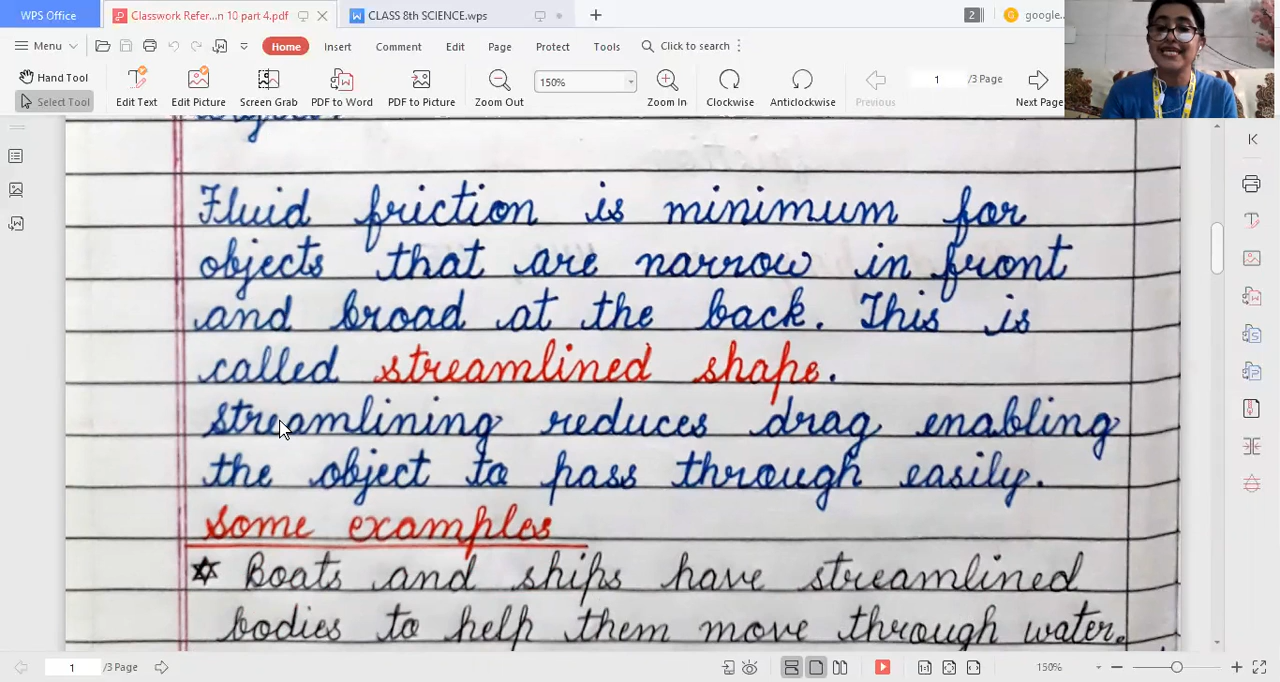 WPS Office
Classwork Refer...n 10 part 4.pdf
CLASS 8th SCIENCE.wps
2
google...
Menu
Home
Insert
Comment
Edit
Page
Protect
Tools
Click to search
Hand Tool
Select Tool
Edit Text
Edit Picture
Screen Grab
PDF to Word
PDF to Picture
Zoom Out
150%
Zoom In
Clockwise
Anticlockwise
Previous
1
/3 Page
Next Page
Fluid friction is minimum for
objects that are narrow in front
and broad at the back. This is
called streamlined shape.
Streamlining reduces drag enabling
the object to pass through easily.
Some examples
Boats and ships have streamlined
bodies to help them move through water.
1
/3 Page
150%